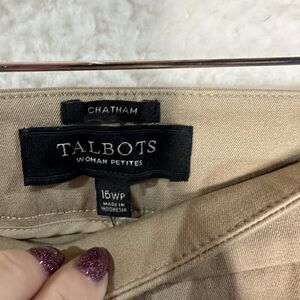 CHATHAM
TALBOTS
WOMAN PETITES
16WP
MADE IN
INDONESIA